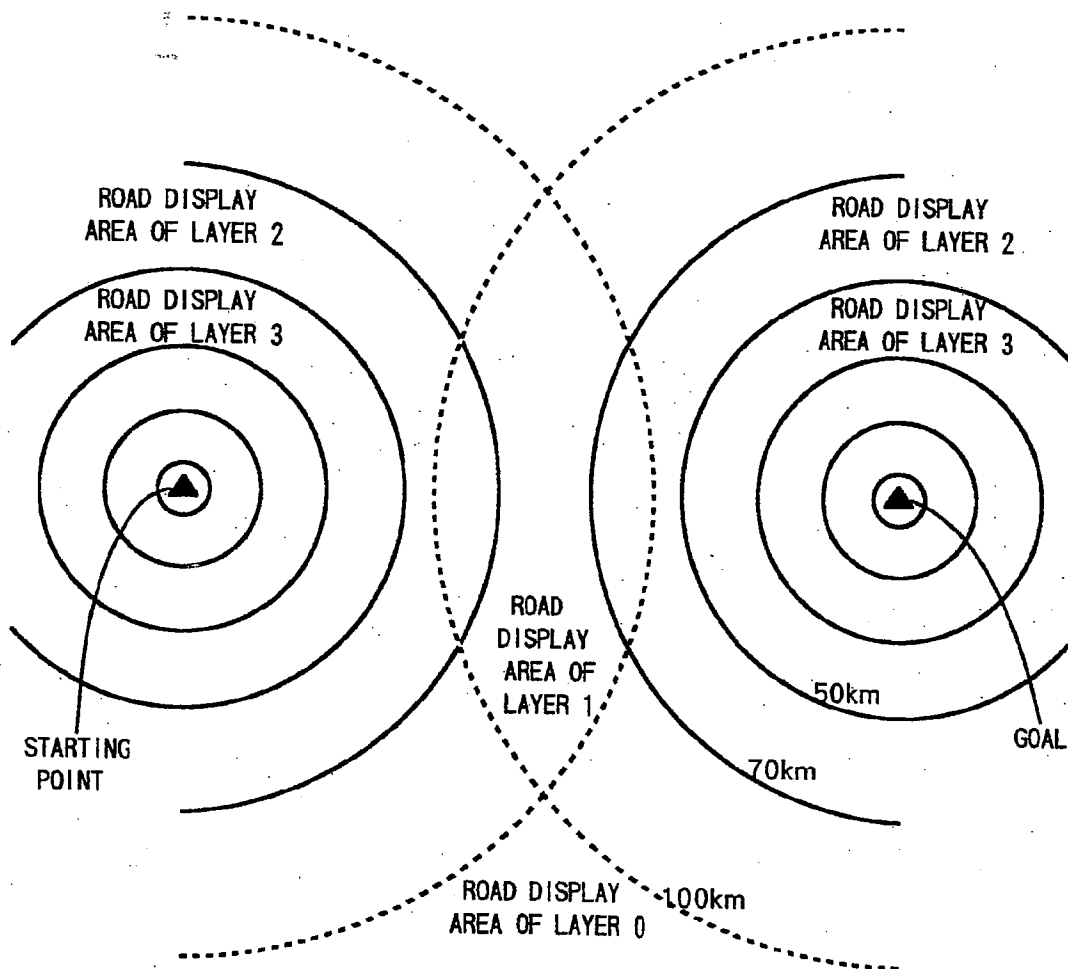 ROAD DISPLAY
AREA OF LAYER 2
ROAD DISPLAY
AREA OF LAYER 2
ROAD DISPLAY
AREA OF LAYER 3
ROAD DISPLAY
AREA OF LAYER 3
ROAD
DISPLAY
AREA OF
LAYER 1
50km
STARTING
POINT
GOAL
70km
ROAD DISPLAY
AREA OF LAYER 0
100km